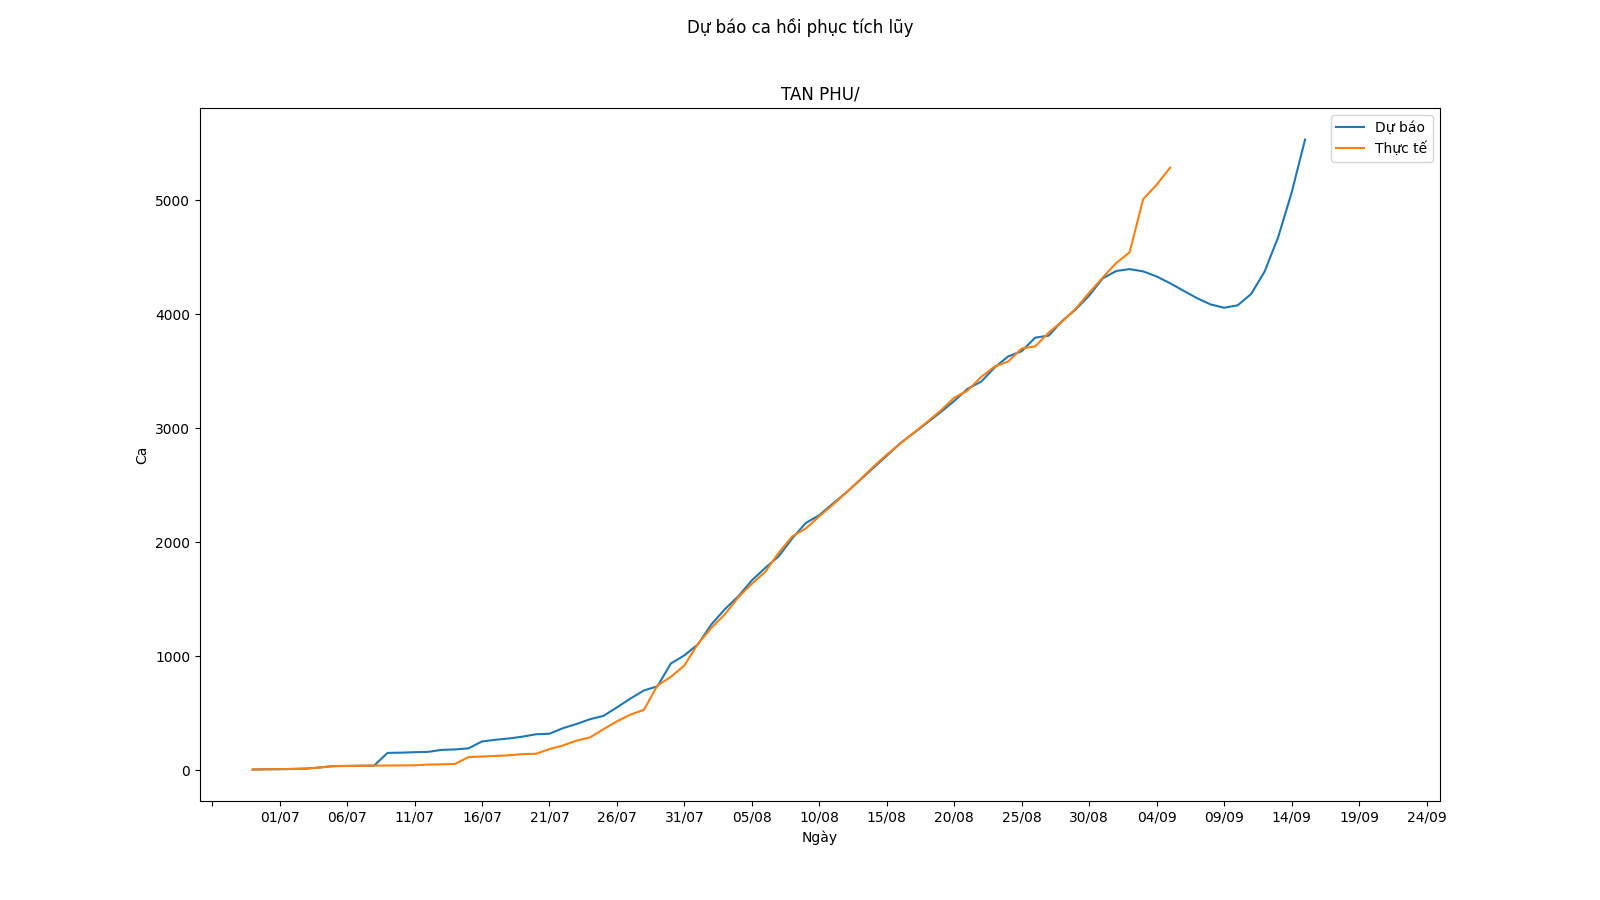 Dự báo ca hồi phục tích lũy
TAN PHU/
Dự báo
Thực tế
5000
4000
3000
2000
1000
0
Ca
01/07 06/07 11/07 16/07 21/07 26/07 31/07 05/08 10/08 15/08 20/08 25/08 30/08 04/09 09/09 14/09 19/09 24/09
Ngày